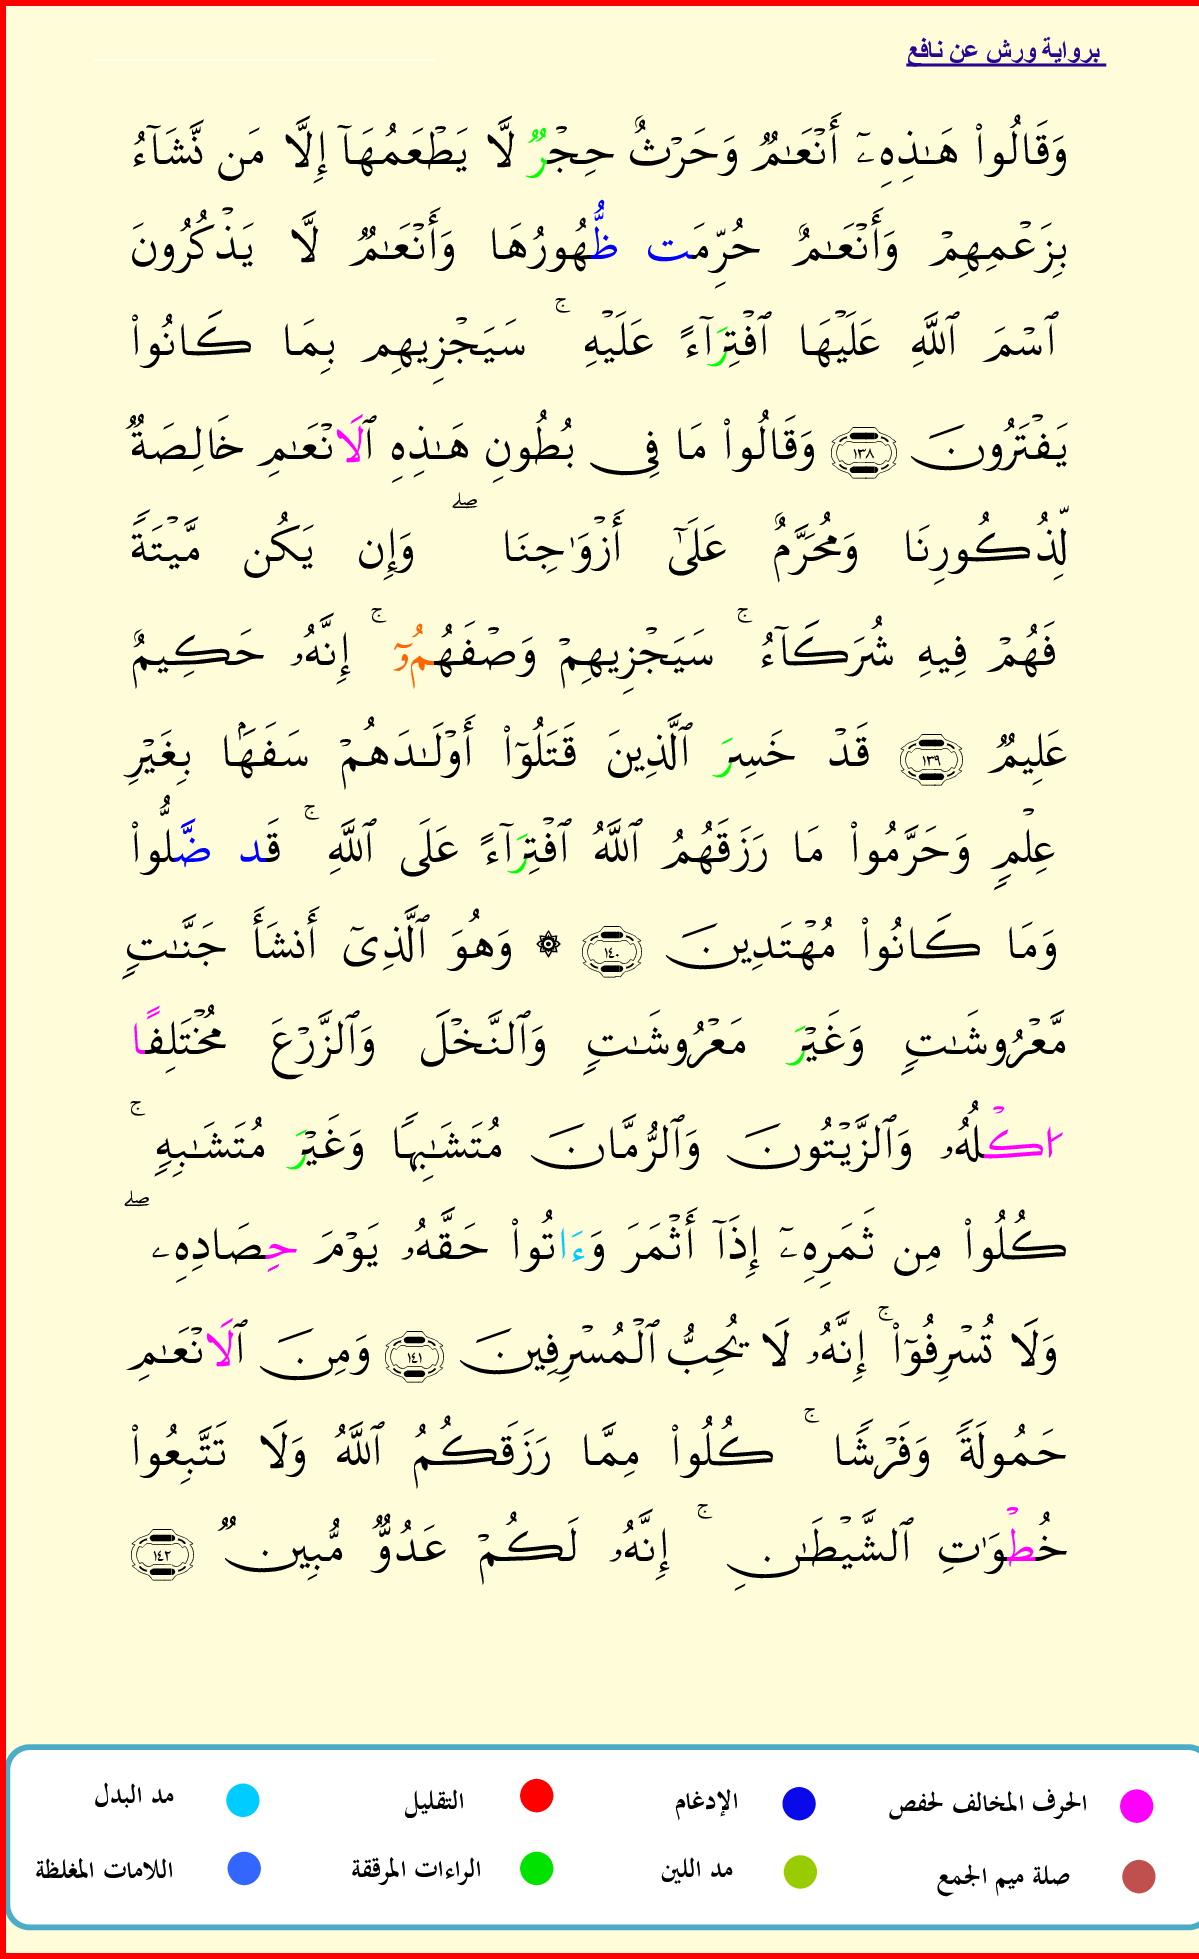 برواية ورش عن نافع
وَقَالُواْ هَٰذِهِۦٓ أَنْعَٰمٞ وَحَرْثٌ حِجْرٞ لَّا يَطْعَمُهَآ إِلَّا مَن نَّشَآءُ
بِزَعْمِهِمْ وَأَنْعَٰمٌ حُرِّمَت ظُّهُورُهَا وَأَنْعَٰمٞ لَّا يَذْكُرُونَ
ٱسْمَ ٱللَّهِ عَلَيْهَا ٱفْتِرَآءً عَلَيْهِ ۚ سَيَجْزِيهِم بِمَا كَانُواْ
يَفْتَرُونَ ١٣٨ وَقَالُواْ مَا فِى بُطُونِ هَٰذِهِ ٱلَانْعَٰمِ خَالِصَةٞ
لِّذُكُورِنَا وَمُحَرَّمٌ عَلَىٰٓ أَزْوَٰجِنَا ۖ وَإِن يَكُن مَّيْتَةً
فَهُمْ فِيهِ شُرَكَآءُ ۚ سَيَجْزِيهِمْ وَصْفَهُمُۥٓ ۚ إِنَّهُۥ حَكِيمٌ
عَلِيمٞ ١٣٩ قَدْ خَسِرَ ٱلَّذِينَ قَتَلُوٓاْ أَوْلَٰدَهُمْ سَفَهَۢا بِغَيْرِ
عِلْمٖ وَحَرَّمُواْ مَا رَزَقَهُمُ ٱللَّهُ ٱفْتِرَآءً عَلَى ٱللَّهِ ۚ قَد ضَّلُّواْ
وَمَا كَانُواْ مُهْتَدِينَ ١٤٠ ۞ وَهُوَ ٱلَّذِىٓ أَنشَأَ جَنَّٰتٖ
مَّعْرُوشَٰتٖ وَغَيْرَ مَعْرُوشَٰتٖ وَٱلنَّخْلَ وَٱلزَّرْعَ مُخْتَلِفًا
اكْلُهُۥ وَٱلزَّيْتُونَ وَٱلرُّمَّانَ مُتَشَٰبِهًا وَغَيْرَ مُتَشَٰبِهٖ ۚ
كُلُواْ مِن ثَمَرِهِۦٓ إِذَآ أَثْمَرَ وَءَاتُواْ حَقَّهُۥ يَوْمَ حِصَادِهِۦ ۖ
وَلَا تُسْرِفُوٓاْ ۚ إِنَّهُۥ لَا يُحِبُّ ٱلْمُسْرِفِينَ ١٤١ وَمِنَ ٱلَانْعَٰمِ
حَمُولَةً وَفَرْشًا ۚ كُلُواْ مِمَّا رَزَقَكُمُ ٱللَّهُ وَلَا تَتَّبِعُواْ
خُطْوَٰتِ ٱلشَّيْطَٰنِ ۚ إِنَّهُۥ لَكُمْ عَدُوٞ مُّبِينٞ ١٤٢
الحرف المخالف لحفص الإدغام التقليل مد البدل
صلة ميم الجمع مد اللين الراءات المرققة اللامات المغلظة